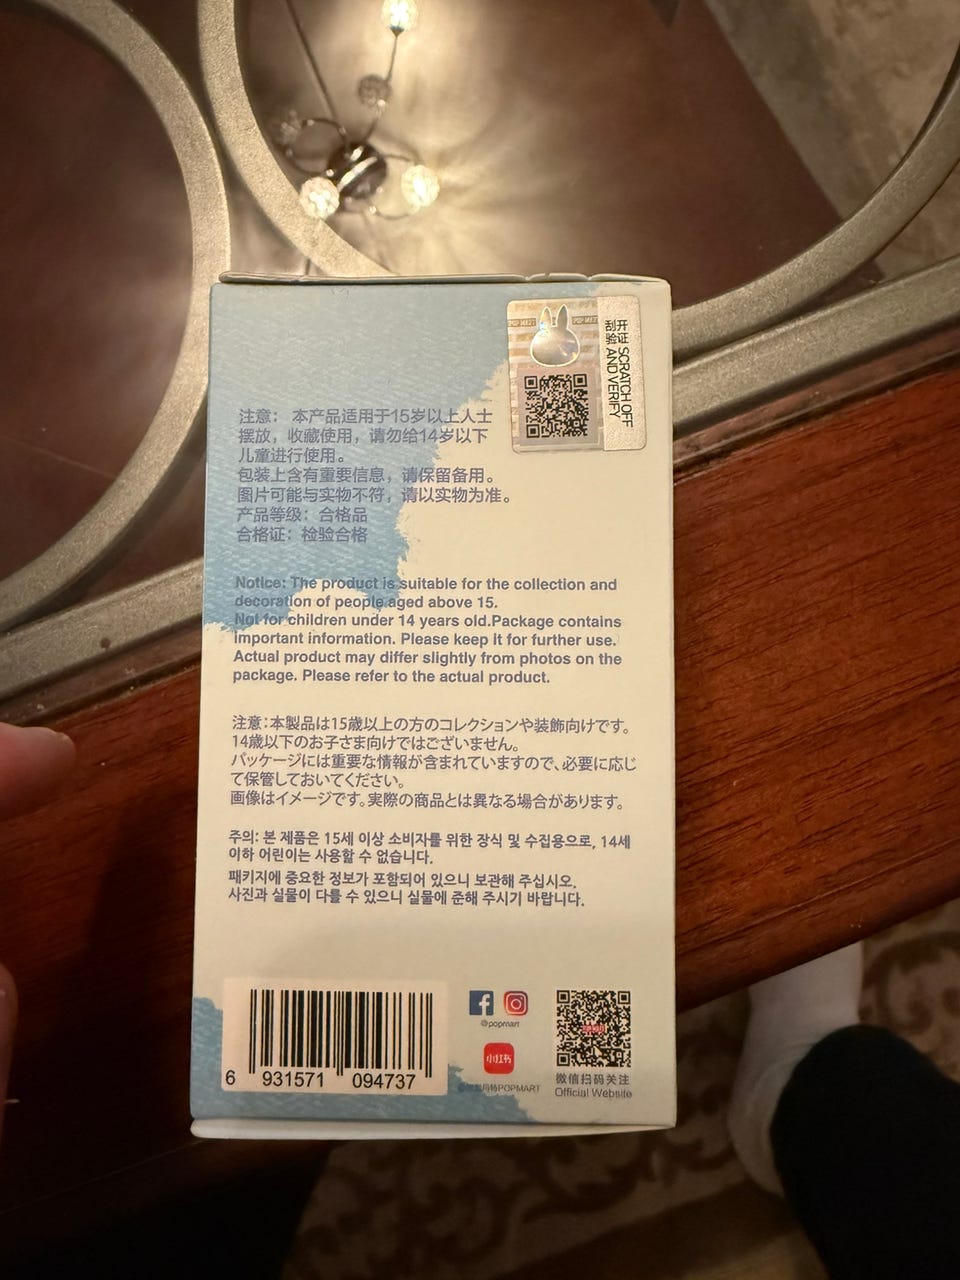 POP MART
POP MART
开证 SCRATCH OFF
刮验 AND VERIFY
注意： 本产品适用于15岁以上人士
摆放，收藏使用，请勿给14岁以下
儿童进行使用。
包装上含有重要信息，请保留备用。
图片可能与实物不符，请以实物为准。
产品等级：合格品
合格证：检验合格
Notice: The product is suitable for the collection and
decoration of people aged above 15.
Not for children under 14 years old.Package contains
important information. Please keep it for further use.
Actual product may differ slightly from photos on the
package. Please refer to the actual product.
注意：本製品は15歳以上の方のコレクションや装飾向けです。
14歳以下のお子さま向けではございません。
パッケージには重要な情報が含まれていますので、必要に応じ
て保管しておいてください。
画像はイメージです。実際の商品とは異なる場合があります。
주의: 본 제품은 15세 이상 소비자를 위한 장식 및 수집용으로, 14세
이하 어린이는 사용할 수 없습니다.
패키지에 중요한 정보가 포함되어 있으니 보관해 주십시오.
사진과 실물이 다를 수 있으니 실물에 준해 주시기 바랍니다.
@popmart
小红书
玛特POPMART
微信扫码关注
Official Website
6 931571 094737